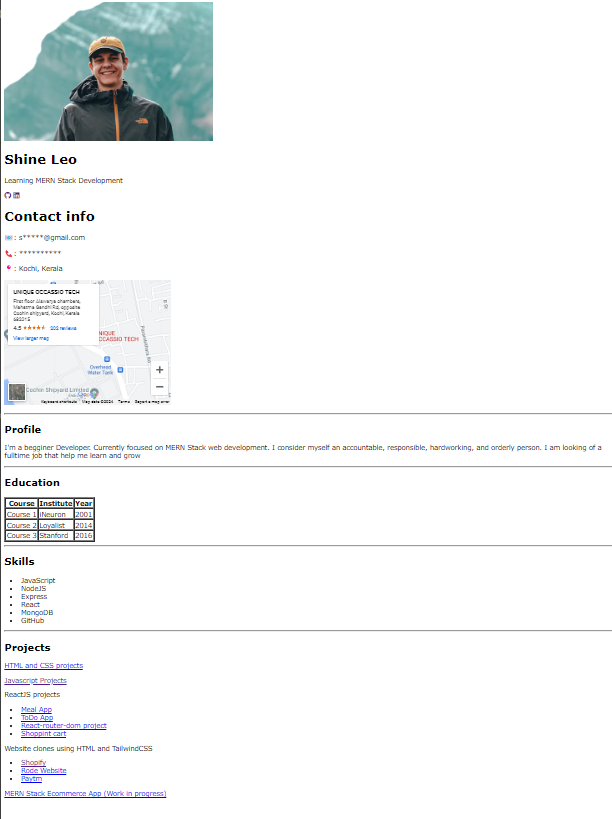 Shine Leo
Learning MERN Stack Development
Contact info
: s*****@gmail.com
: **********
: Kochi, Kerala
UNIQUE OCCASSIO TECH
First floor Aiswarya chambers,
Mahatma Gandhi Rd, opposite
Cochin shipyard, Kochi, Kerala
682015
4.5 ★★★★★ 202 reviews
View larger map
UNIQUE
OCCASSIO TECH
Overhead
Water Tank
Cochin Shipyard Limited
Google
Keyboard shortcuts Map data ©2024 Terms Report a map error
Profile
I'm a begginer Developer. Currently focused on MERN Stack web development. I consider myself an accountable, responsible, hardworking, and orderly person. I am looking of a
fulltime job that help me learn and grow
Education
Course Institute Year
Course 1 iNeuron 2001
Course 2 Loyalist 2014
Course 3 Stanford 2016
Skills
• JavaScript
• NodeJS
• Express
• React
• MongoDB
• GitHub
Projects
HTML and CSS projects
Javascript Projects
ReactJS projects
• Meal App
• ToDo App
• React-router-dom project
• Shoppint cart
Website clones using HTML and TailwindCSS
• Shopify
• Rode Website
• Paytm
MERN Stack Ecommerce App (Work in progress)